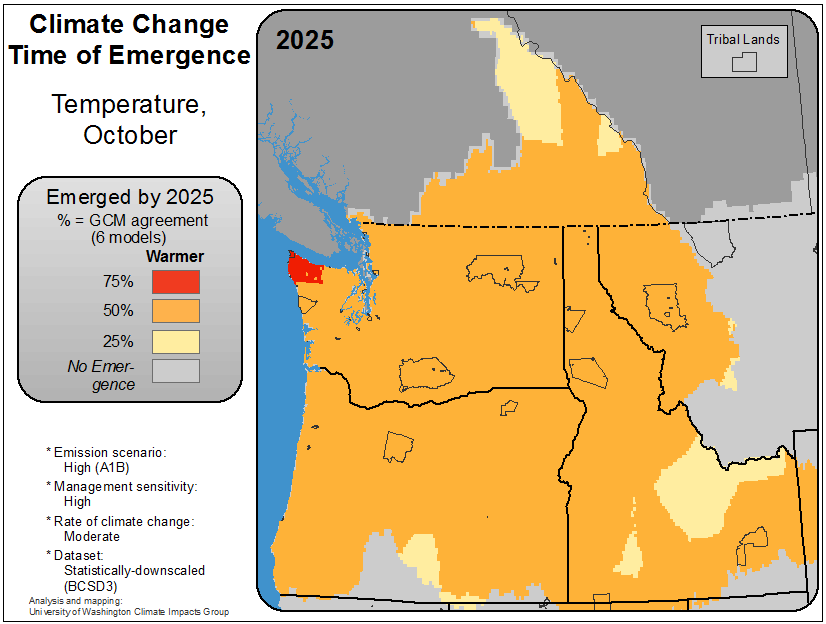 Climate Change
Time of Emergence
Temperature,
October
Emerged by 2025
% = GCM agreement
(6 models)
Warmer
75%
50%
25%
No Emer-
gence
* Emission scenario:
High (A1B)
* Management sensitivity:
High
* Rate of climate change:
Moderate
* Dataset:
Statistically-downscaled
(BCSD3)
Analysis and mapping:
University of Washington Climate Impacts Group
2025
Tribal Lands